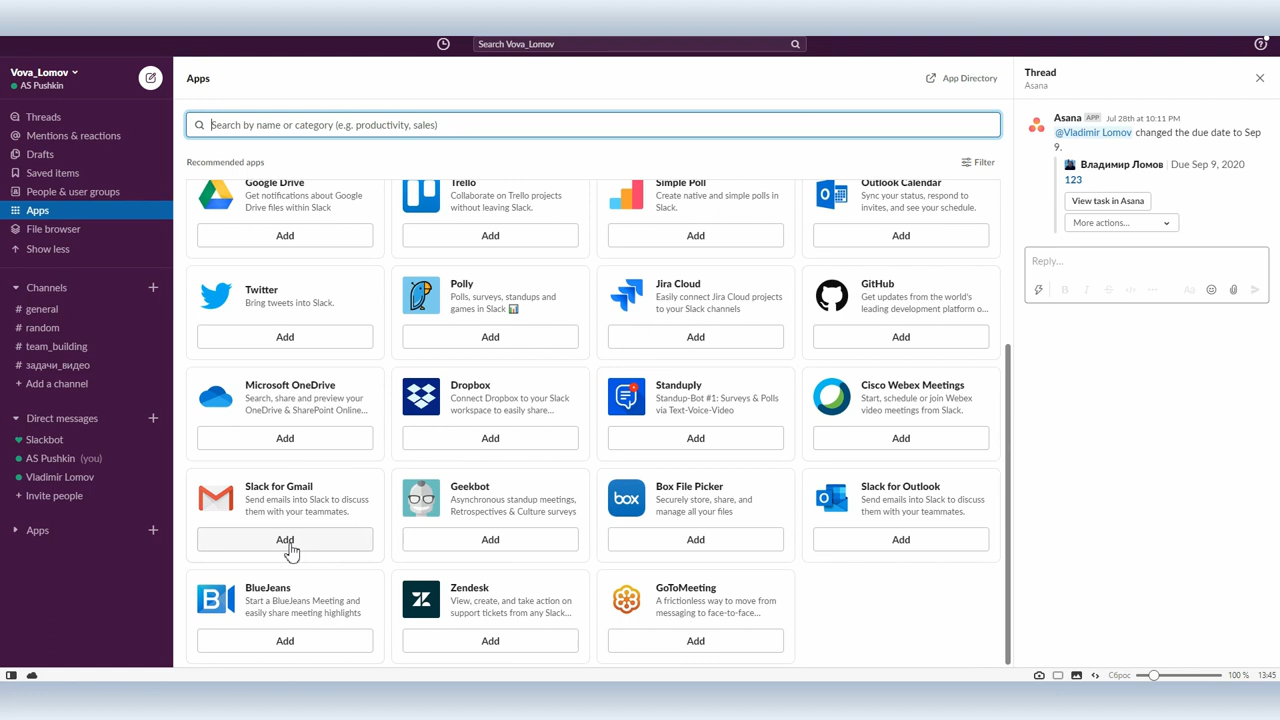 Search Vova_Lomov
Vova_Lomov
AS Pushkin
Threads
Mentions & reactions
Drafts
Saved items
People & user groups
Apps
File browser
Show less
Channels
# general
# random
# team_building
# задачи_видео
+ Add a channel
Direct messages
Slackbot
AS Pushkin (you)
Vladimir Lomov
+ Invite people
Apps
Apps
App Directory
Search by name or category (e.g. productivity, sales)
Recommended apps
Filter
Google Drive
Get notifications about Google
Drive files within Slack
Add
Trello
Collaborate on Trello projects
without leaving Slack.
Add
Simple Poll
Create native and simple polls in
Slack.
Add
Outlook Calendar
Sync your status, respond to
invites, and see your schedule.
Add
Twitter
Bring tweets into Slack.
Add
Polly
Polls, surveys, standups and
games in Slack 📊
Add
Jira Cloud
Easily connect Jira Cloud projects
to your Slack channels
Add
GitHub
Get updates from the world's
leading development platform o...
Add
Microsoft OneDrive
Search, share and preview your
OneDrive & SharePoint Online...
Add
Dropbox
Connect Dropbox to your Slack
workspace to easily share...
Add
Standuply
Standup-Bot #1: Surveys & Polls
via Text-Voice-Video
Add
Cisco Webex Meetings
Start, schedule or join Webex
video meetings from Slack.
Add
Slack for Gmail
Send emails into Slack to discuss
them with your teammates.
Add
Geekbot
Asynchronous standup meetings,
Retrospectives & Culture surveys
Add
box
Box File Picker
Securely store, share, and
manage all your files
Add
Slack for Outlook
Send emails into Slack to discuss
them with your teammates.
Add
BlueJeans
Start a BlueJeans Meeting and
easily share meeting highlights
Add
Zendesk
View, create, and take action on
support tickets from any Slack...
Add
GoToMeeting
A frictionless way to move from
messaging to face-to-face...
Add
Thread
Asana
Asana APP Jul 28th at 10:11 PM
@Vladimir Lomov changed the due date to Sep
9.
Владимир Ломов | Due Sep 9, 2020
123
View task in Asana
More actions...
Reply...
Сброс 100 % 13:45